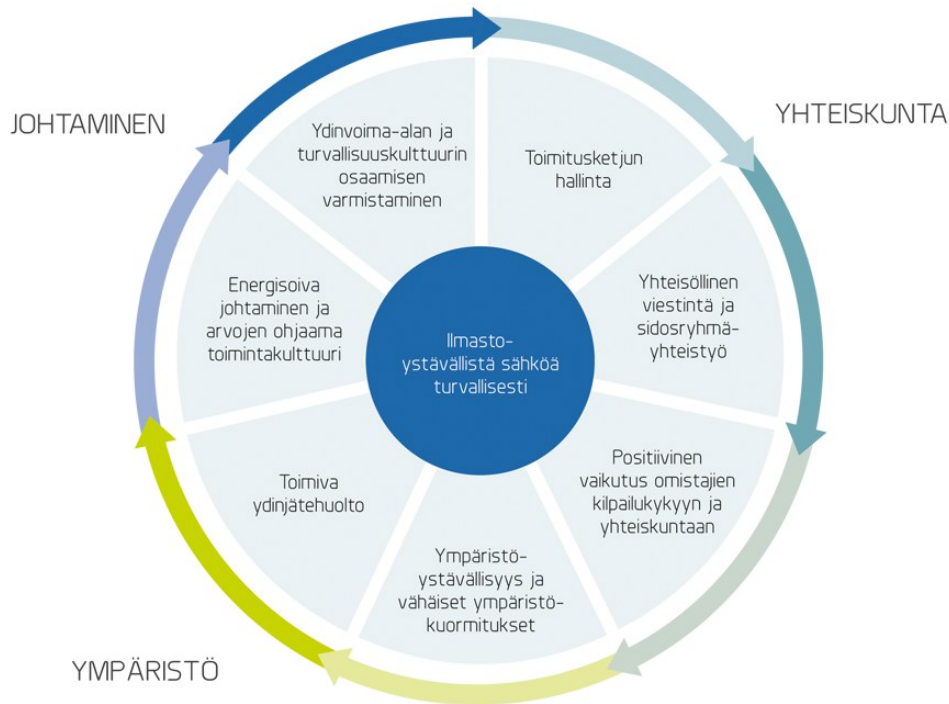 JOHTAMINEN
YHTEISKUNTA
YMPÄRISTÖ
Ydinvoima-alan ja
turvallisuuskulttuurin
osaamisen
varmistaminen
Toimitusketjun
hallinta
Yhteisöllinen
viestintä ja
sidosryhmä-
yhteistyö
Positiivinen
vaikutus omistajien
kilpailukykyyn ja
yhteiskuntaan
Ympäristö-
ystävällisyys ja
vähäiset ympäristö-
kuormitukset
Toimiva
ydinjätehuolto
Energisoiva
johtaminen ja
arvojen ohjaama
toimintakulttuuri
Ilmasto-
ystävällistä sähköä
turvallisesti